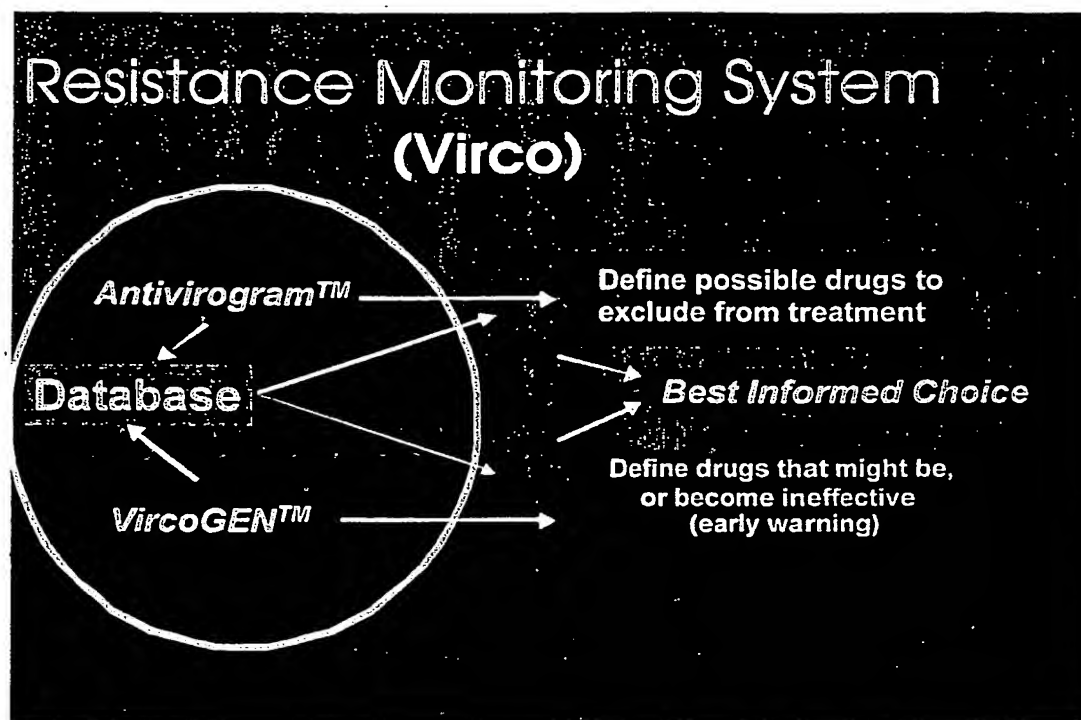 Resistance Monitoring System
(Virco)
Antivirogram™
Database
VircoGEN™
Define possible drugs to
exclude from treatment
Best Informed Choice
Define drugs that might be,
or become ineffective
(early warning)